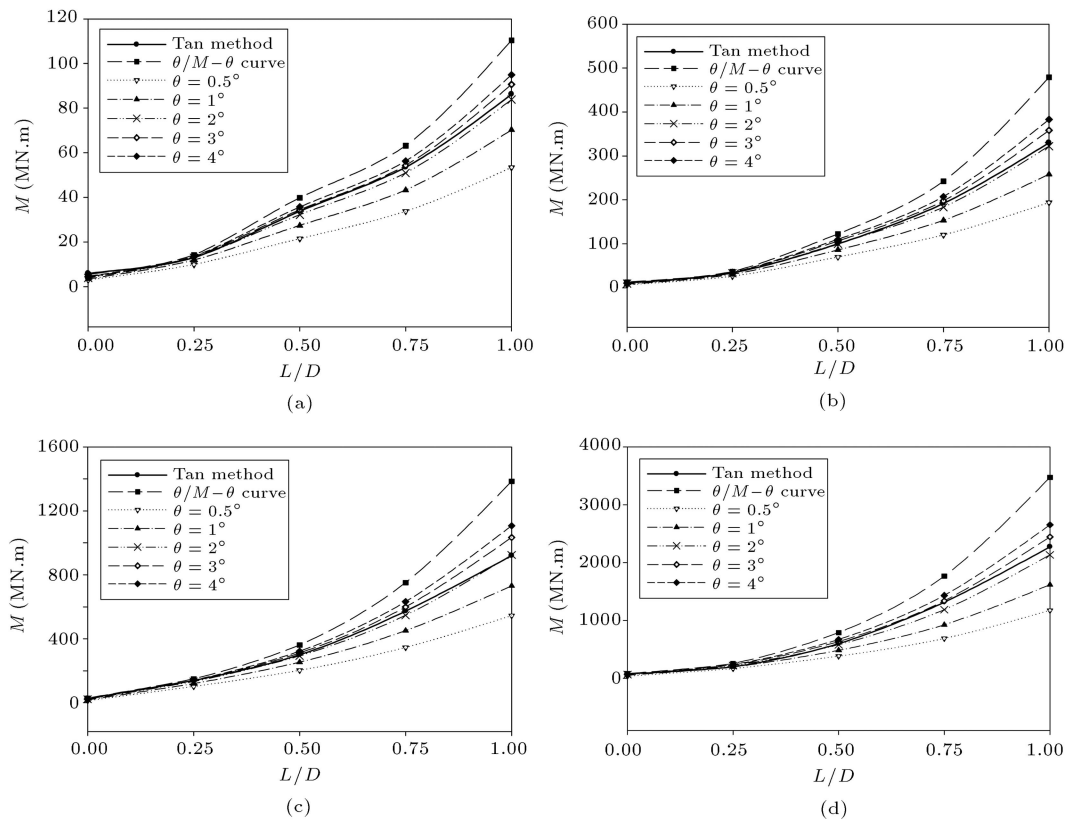 120
100
80
60
40
20
0
M (MN.m)
Tan method
θ/M−θ curve
θ = 0.5°
θ = 1°
θ = 2°
θ = 3°
θ = 4°
0.00 0.25 0.50 0.75 1.00
L/D
(a)
600
500
400
300
200
100
0
M (MN.m)
Tan method
θ/M−θ curve
θ = 0.5°
θ = 1°
θ = 2°
θ = 3°
θ = 4°
0.00 0.25 0.50 0.75 1.00
L/D
(b)
1600
1200
800
400
0
M (MN.m)
Tan method
θ/M−θ curve
θ = 0.5°
θ = 1°
θ = 2°
θ = 3°
θ = 4°
0.00 0.25 0.50 0.75 1.00
L/D
(c)
4000
3000
2000
1000
0
M (MN.m)
Tan method
θ/M−θ curve
θ = 0.5°
θ = 1°
θ = 2°
θ = 3°
θ = 4°
0.00 0.25 0.50 0.75 1.00
L/D
(d)